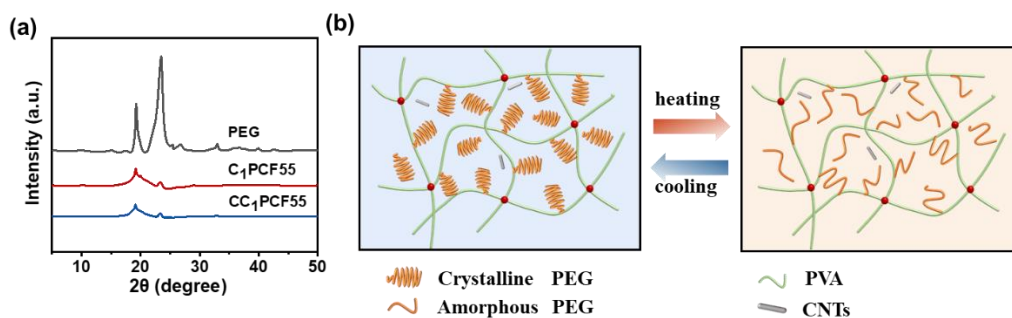 (a)
Intensity (a.u.)
PEG
C₁PCF55
CC₁PCF55
10 20 30 40 50
2θ (degree)
(b)
heating
cooling
Crystalline PEG
Amorphous PEG
PVA
CNTs